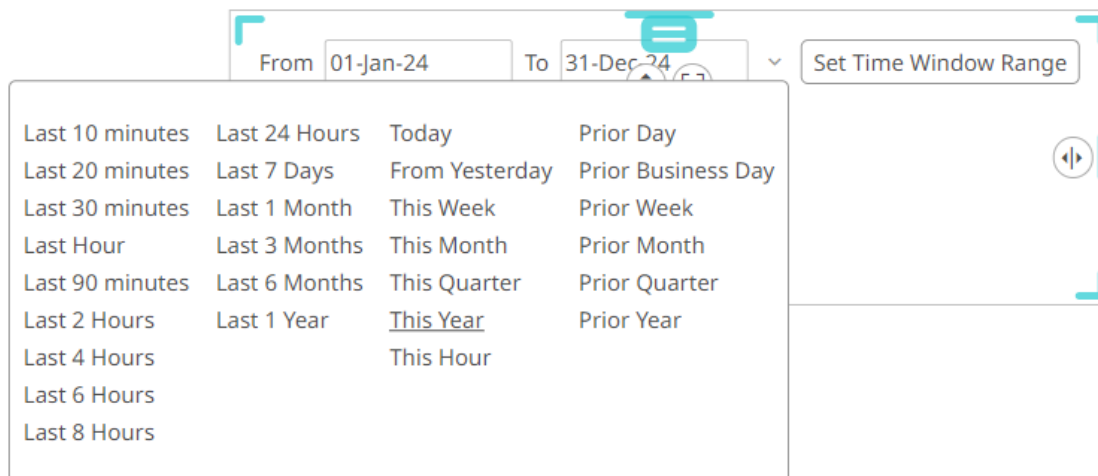 From 01-Jan-24 To 31-Dec-24 Set Time Window Range
Last 10 minutes Last 24 Hours Today Prior Day
Last 20 minutes Last 7 Days From Yesterday Prior Business Day
Last 30 minutes Last 1 Month This Week Prior Week
Last Hour Last 3 Months This Month Prior Month
Last 90 minutes Last 6 Months This Quarter Prior Quarter
Last 2 Hours Last 1 Year This Year Prior Year
Last 4 Hours This Hour
Last 6 Hours
Last 8 Hours